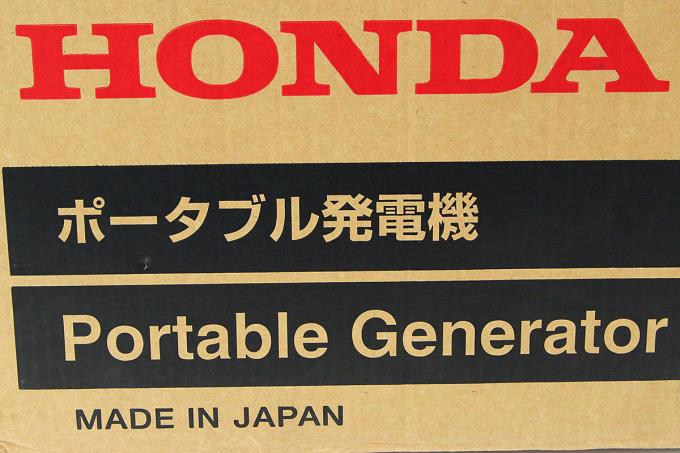 HONDA
ポータブル発電機
Portable Generator
MADE IN JAPAN